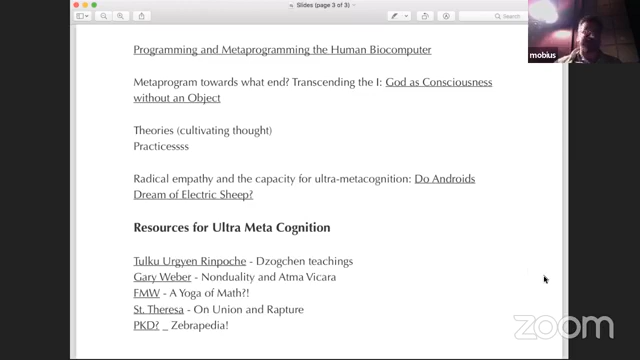 Slides (page 3 of 3)
Search
Programming and Metaprogramming the Human Biocomputer
Metaprogram towards what end? Transcending the I: God as Consciousness
without an Object
Theories (cultivating thought)
Practicessss
Radical empathy and the capacity for ultra-metacognition: Do Androids
Dream of Electric Sheep?
Resources for Ultra Meta Cognition
Tulku Urgyen Rinpoche - Dzogchen teachings
Gary Weber - Nonduality and Atma Vicara
FMW - A Yoga of Math?!
St. Theresa - On Union and Rapture
PKD? _ Zebrapedia!
mobius
zoom